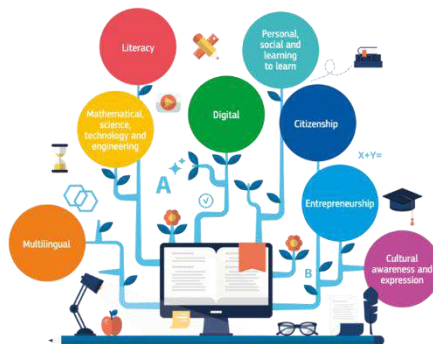 Literacy
Personal,
social and
learning
to learn
Mathematical,
science,
technology and
engineering
Digital
Citizenship
A
X+Y=
Entrepreneurship
Multilingual
B
Cultural
awareness and
expression